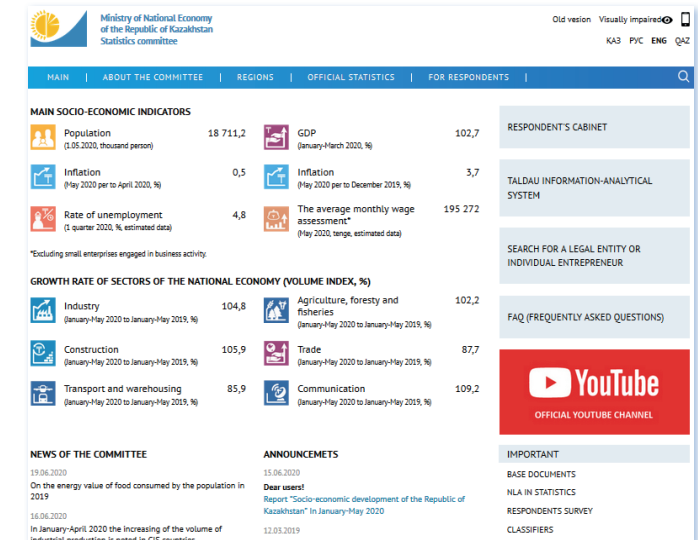 Ministry of National Economy
of the Republic of Kazakhstan
Statistics committee
Old vesion Visually impaired
ҚАЗ РУС ENG QAZ
MAIN | ABOUT THE COMMITTEE | REGIONS | OFFICIAL STATISTICS | FOR RESPONDENTS |
MAIN SOCIO-ECONOMIC INDICATORS
Population 18 711,2
(1.05.2020, thousand person)
GDP 102,7
(January-March 2020, %)
Inflation 0,5
(May 2020 per to April 2020, %)
Inflation 3,7
(May 2020 per to December 2019, %)
Rate of unemployment 4,8
(1 quarter 2020, %, estimated data)
The average monthly wage 195 272
assessment*
(May 2020, tenge, estimated data)
*Excluding small enterprises engaged in business activity.
GROWTH RATE OF SECTORS OF THE NATIONAL ECONOMY (VOLUME INDEX, %)
Industry 104,8
(January-May 2020 to January-May 2019, %)
Agriculture, foresty and 102,2
fisheries
(January-May 2020 to January-May 2019, %)
Construction 105,9
(January-May 2020 to January-May 2019, %)
Trade 87,7
(January-May 2020 to January-May 2019, %)
Transport and warehousing 85,9
(January-May 2020 to January-May 2019, %)
Communication 109,2
(January-May 2020 to January-May 2019, %)
NEWS OF THE COMMITTEE
19.06.2020
On the energy value of food consumed by the population in
2019
16.06.2020
In January-April 2020 the increasing of the volume of
industrial production is noted in CIS countries
ANNOUNCEMETS
15.06.2020
Dear users!
Report "Socio-economic development of the Republic of
Kazakhstan" In January-May 2020
12.03.2019
RESPONDENT'S CABINET
TALDAU INFORMATION-ANALYTICAL
SYSTEM
SEARCH FOR A LEGAL ENTITY OR
INDIVIDUAL ENTREPRENEUR
FAQ (FREQUENTLY ASKED QUESTIONS)
YouTube
OFFICIAL YOUTUBE CHANNEL
IMPORTANT
BASE DOCUMENTS
NLA IN STATISTICS
RESPONDENTS SURVEY
CLASSIFIERS